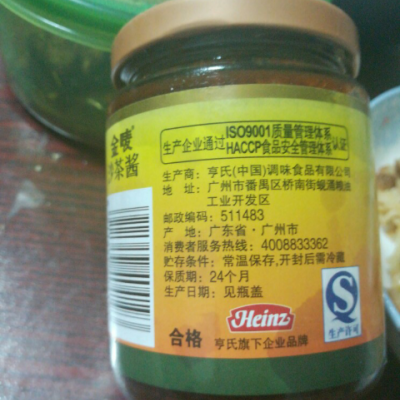 金唛®
沙茶酱
生产企业通过 ISO9001质量管理体系 认证
HACCP食品安全管理体系
生产商：亨氏(中国)调味食品有限公司
地　址：广州市番禺区桥南街蚬涌粮油
工业开发区
邮政编码：511483
产　地：广东省·广州市
消费者服务热线：4008833362
贮存条件：常温保存,开封后需冷藏
保质期：24个月
生产日期：见瓶盖
Heinz
合格 亨氏旗下企业品牌
生产许可